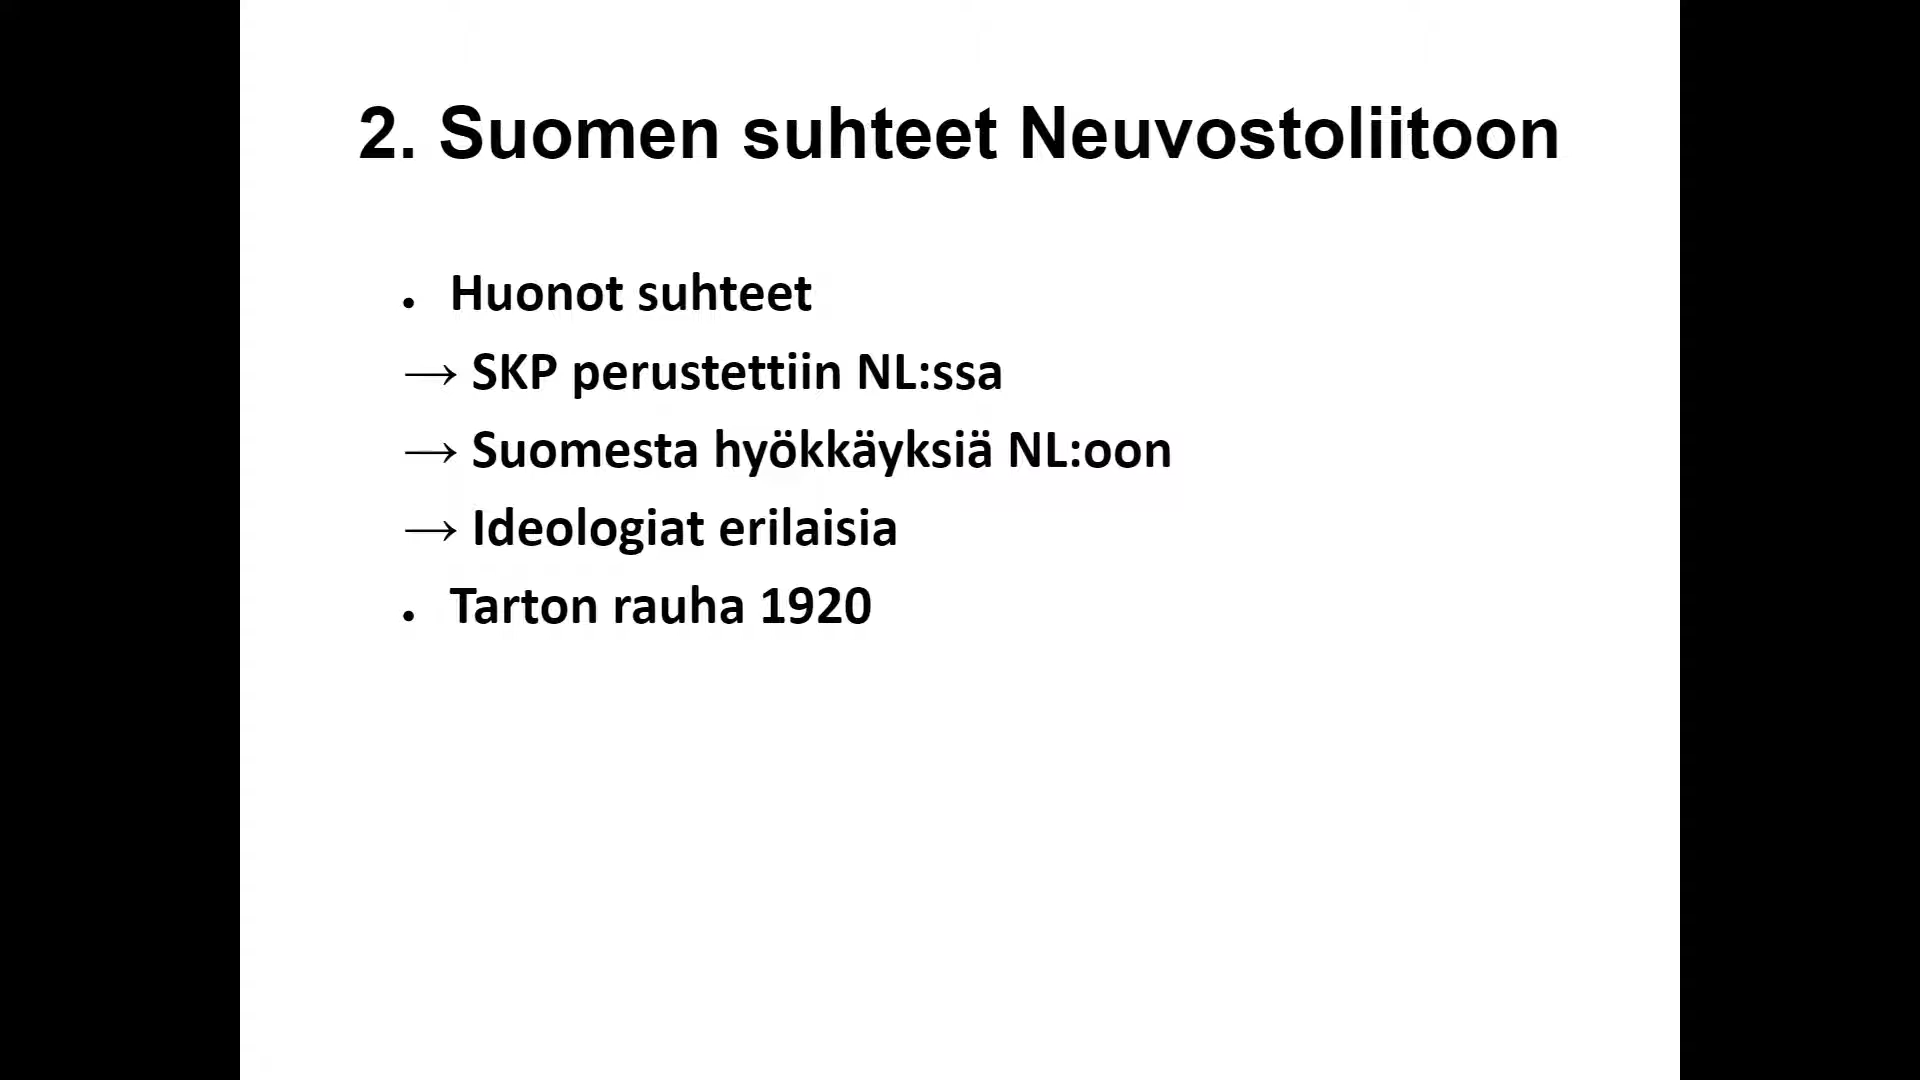 2. Suomen suhteet Neuvostoliitoon
• Huonot suhteet
→ SKP perustettiin NL:ssa
→ Suomesta hyökkäyksiä NL:oon
→ Ideologiat erilaisia
• Tarton rauha 1920